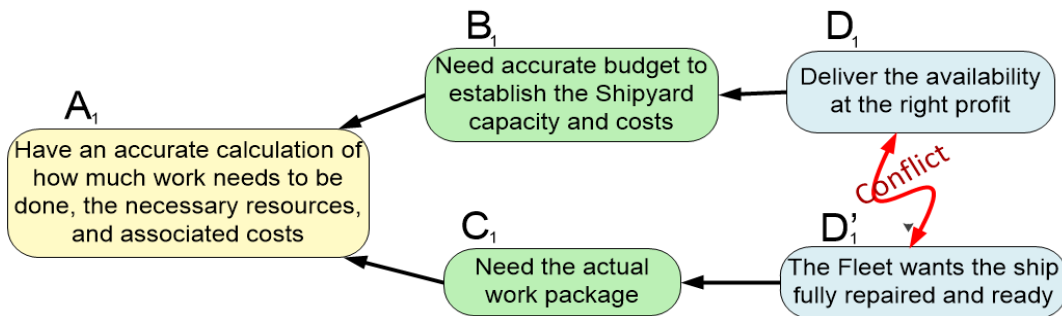 A1
Have an accurate calculation of
how much work needs to be
done, the necessary resources,
and associated costs
B1
Need accurate budget to
establish the Shipyard
capacity and costs
D1
Deliver the availability
at the right profit
Conflict
C1
Need the actual
work package
D'1
The Fleet wants the ship
fully repaired and ready